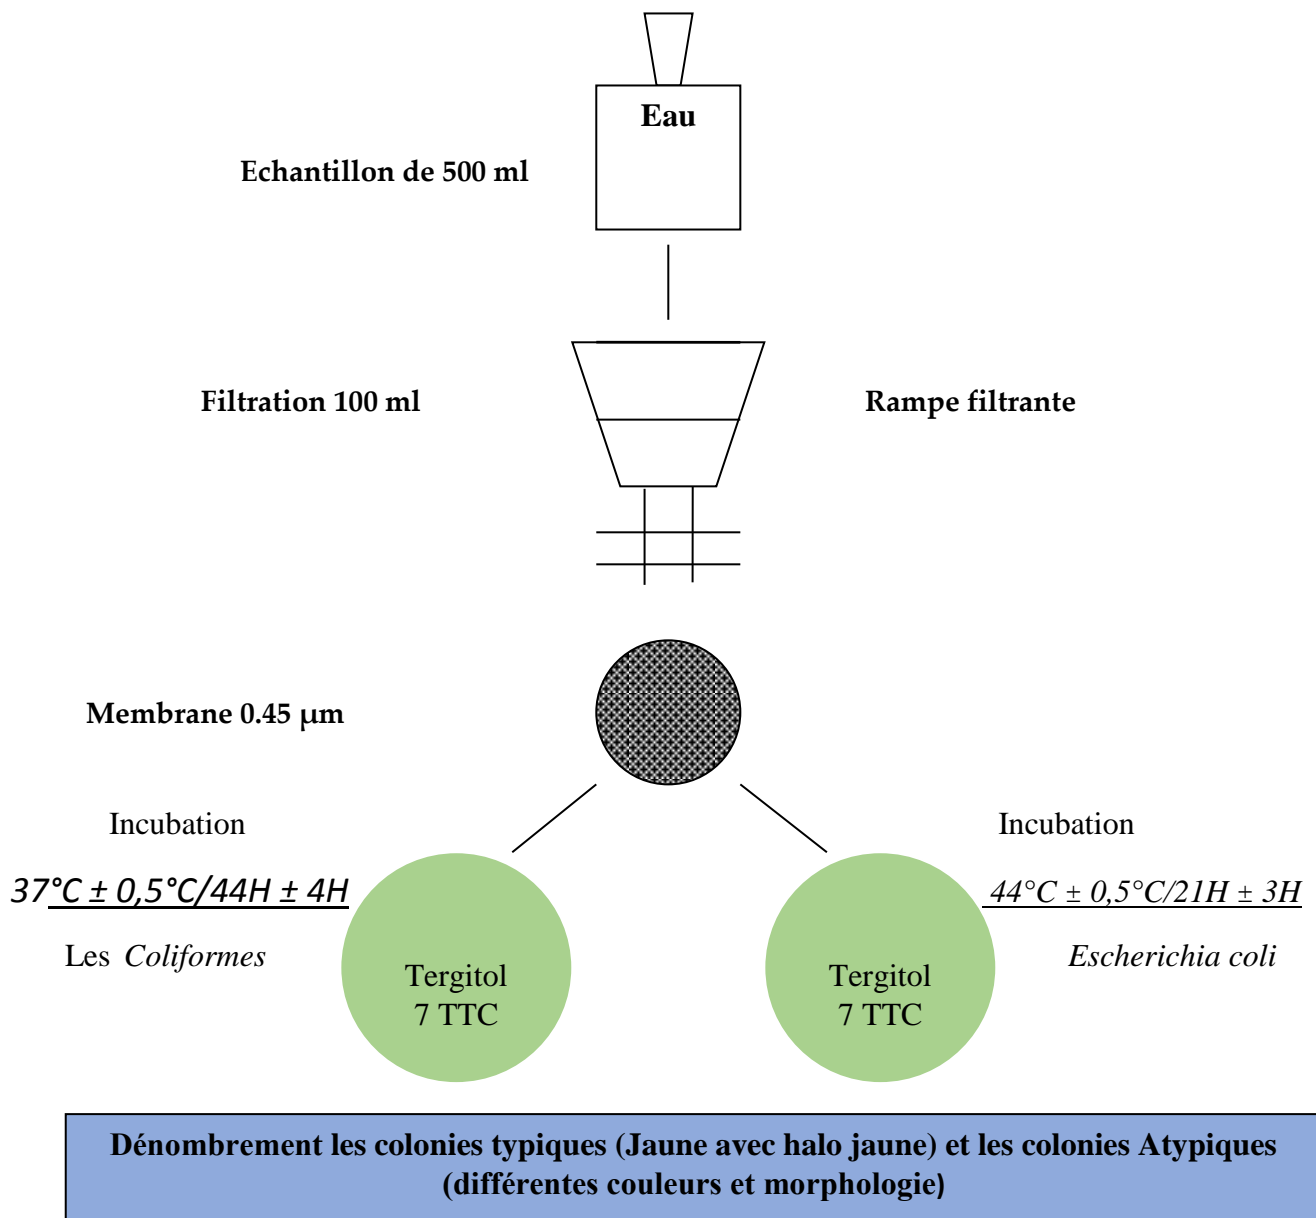 Eau
Echantillon de 500 ml
Filtration 100 ml
Rampe filtrante
Membrane 0.45 µm
Incubation
37°C ± 0,5°C/44H ± 4H
Les Coliformes
Tergitol
7 TTC
Incubation
44°C ± 0,5°C/21H ± 3H
Escherichia coli
Tergitol
7 TTC
Dénombrement les colonies typiques (Jaune avec halo jaune) et les colonies Atypiques
(différentes couleurs et morphologie)